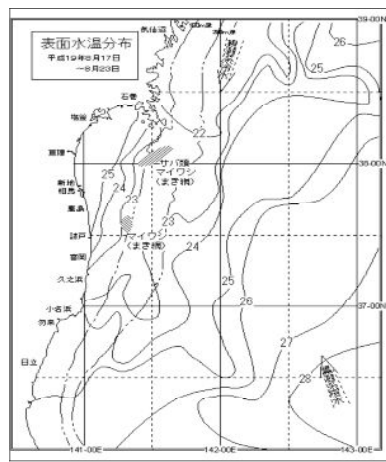 表面水温分布
平成19年8月17日
～8月23日
気仙沼
石巻
塩釜
亘理
新地
相馬
鹿島
請戸
富岡
久之浜
小名浜
勿来
日立
サバ類
マイワシ
(まき網)
マイワシ
(まき網)
22
23
23
24
24
25
25
25
26
26
27
28
39-00N
38-00N
37-00N
141-00E
142-00E
143-00E